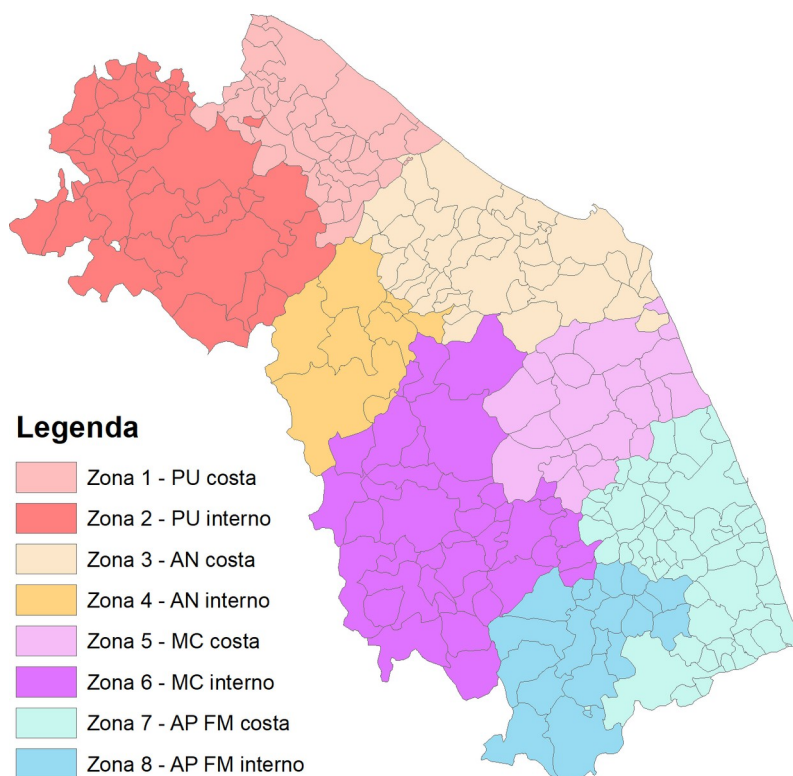 Legenda
Zona 1 - PU costa
Zona 2 - PU interno
Zona 3 - AN costa
Zona 4 - AN interno
Zona 5 - MC costa
Zona 6 - MC interno
Zona 7 - AP FM costa
Zona 8 - AP FM interno